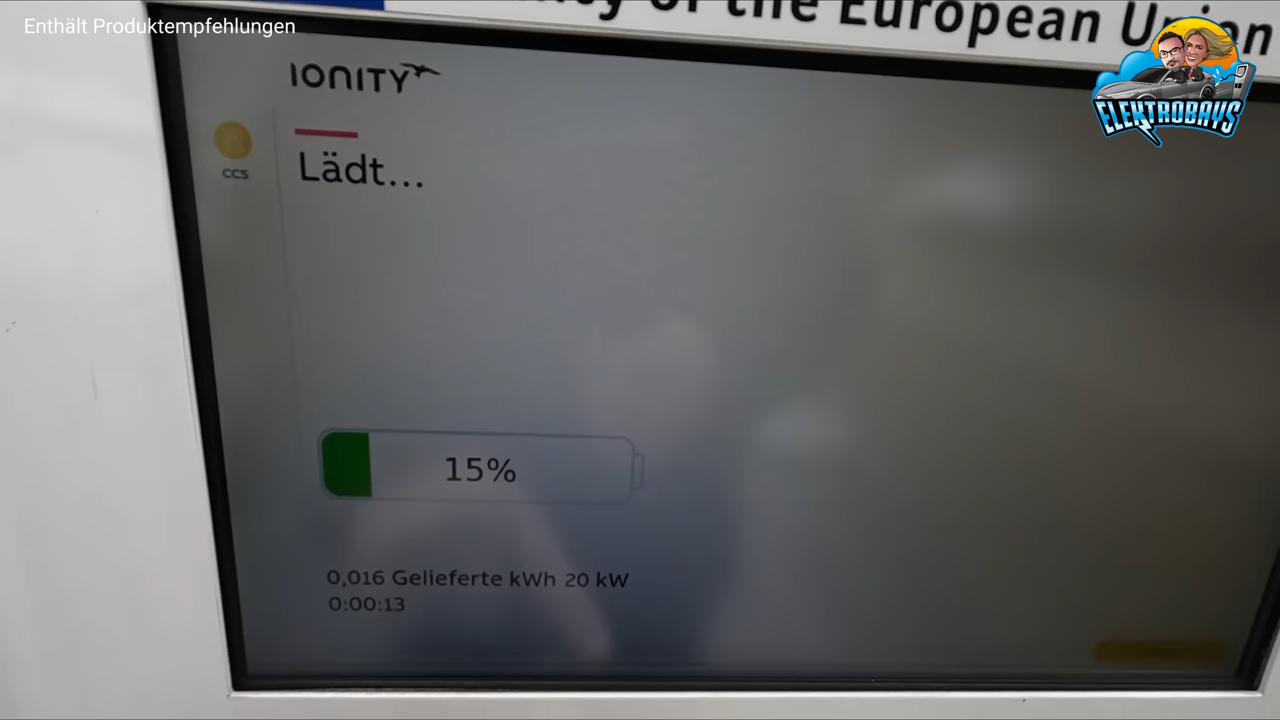 Enthält Produktempfehlungen
of the European Union
IONITY
CCS
Lädt...
15%
0,016 Gelieferte kWh 20 kW
0:00:13
ELEKTROBAYS